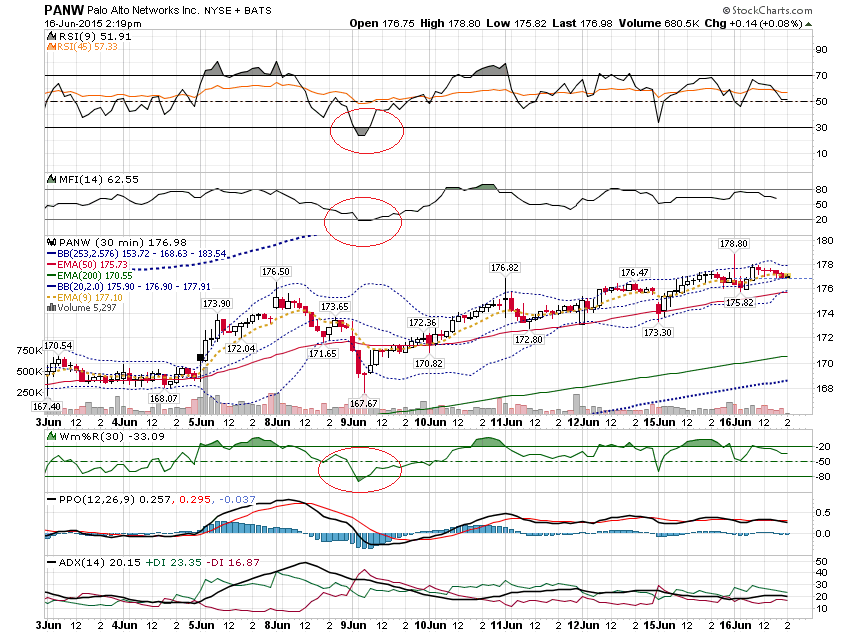 PANW Palo Alto Networks Inc. NYSE + BATS © StockCharts.com
16-Jun-2015 2:19pm Open 176.75 High 178.80 Low 175.82 Last 176.98 Volume 680.5K Chg +0.14 (+0.08%)
RSI(9) 51.91
RSI(45) 57.33
90
70
50
30
10
MFI(14) 62.55
80
50
20
PANW (30 min) 176.98
BB(253,2.576) 153.72 - 168.63 - 183.54
EMA(50) 175.73
EMA(200) 170.55
BB(20,2.0) 175.90 - 176.90 - 177.91
EMA(9) 177.10
Volume 5,297
180
178
176
174
172
170
168
750K
500K
250K
170.54
167.40
168.07
173.90
172.04
176.50
171.65
173.65
167.67
172.36
170.82
176.82
172.80
176.47
173.30
178.80
175.82
3Jun 12 2 4Jun 12 2 5Jun 12 2 8Jun 12 2 9Jun 12 2 10Jun 12 2 11Jun 12 2 12Jun 12 2 15Jun 12 2 16Jun 12 2
Wm%R(30) -33.09
-20
-50
-80
PPO(12,26,9) 0.257, 0.295, -0.037
0.5
0.0
ADX(14) 20.15 +DI 23.35 -DI 16.87
50
40
30
20
10
3Jun 12 2 4Jun 12 2 5Jun 12 2 8Jun 12 2 9Jun 12 2 10Jun 12 2 11Jun 12 2 12Jun 12 2 15Jun 12 2 16Jun 12 2